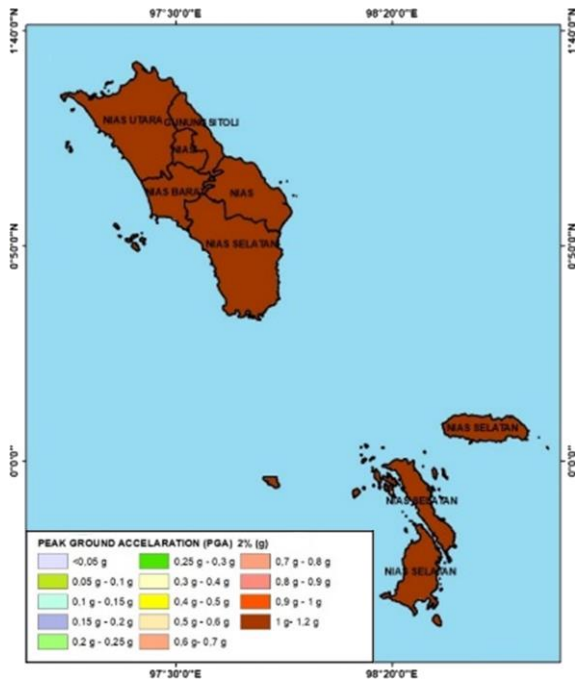 97°30'0"E 98°20'0"E
1°40'0"N 1°40'0"N
NIAS UTARA
GUNUNGSITOLI
NIAS
NIAS BARAT
NIAS
0°50'0"N 0°50'0"N
NIAS SELATAN
NIAS SELATAN
0°0'0" 0°0'0"
NIAS SELATAN
NIAS SELATAN
PEAK GROUND ACCELARATION (PGA) 2% (g)
<0,05 g 0,25 g - 0,3 g 0,7 g - 0.8 g
0.05 g - 0,1 g 0,3 g - 0.4 g 0,8 g - 0.9 g
0,1 g - 0,15 g 0,4 g - 0.5 g 0,9 g - 1 g
0,15 g - 0,2 g 0,5 g - 0.6 g 1 g- 1,2 g
0,2 g - 0,25 g 0,6 g- 0,7 g
97°30'0"E 98°20'0"E